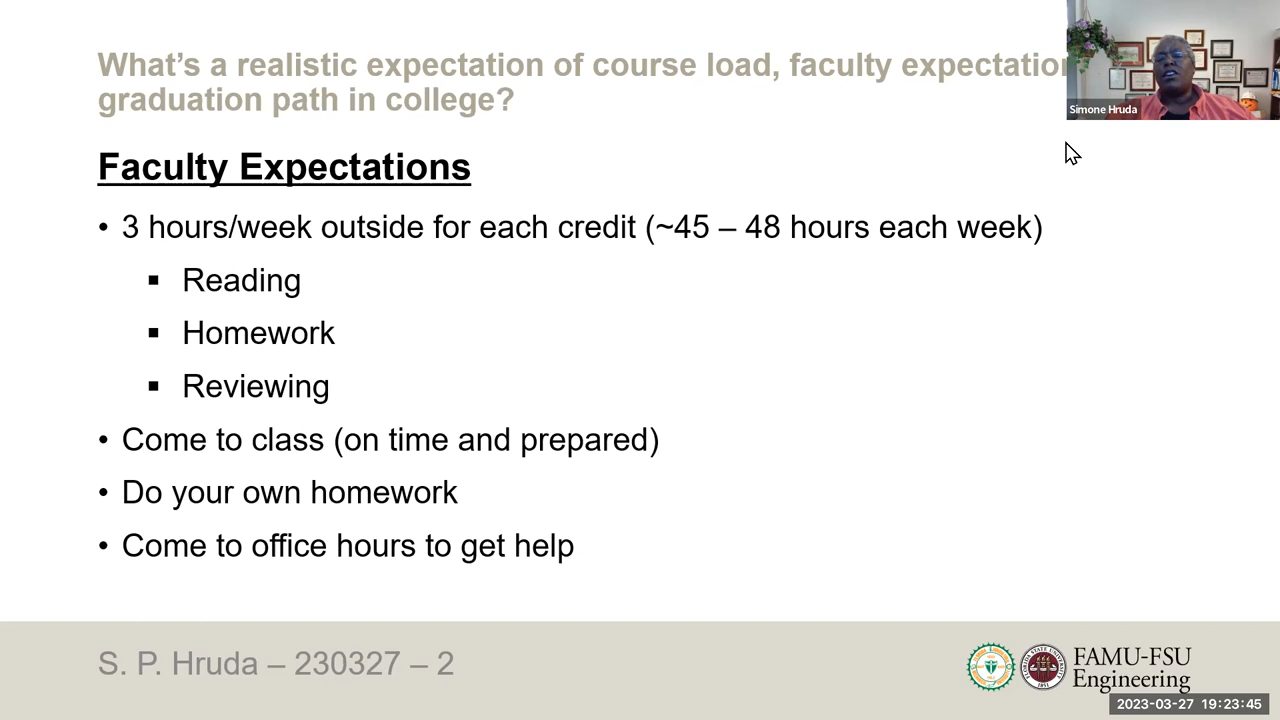 What's a realistic expectation of course load, faculty expectation
graduation path in college?
Simone Hruda
Faculty Expectations
• 3 hours/week outside for each credit (~45 – 48 hours each week)
▪ Reading
▪ Homework
▪ Reviewing
• Come to class (on time and prepared)
• Do your own homework
• Come to office hours to get help
S. P. Hruda – 230327 – 2
FAMU-FSU
Engineering
2023-03-27 19:23:45